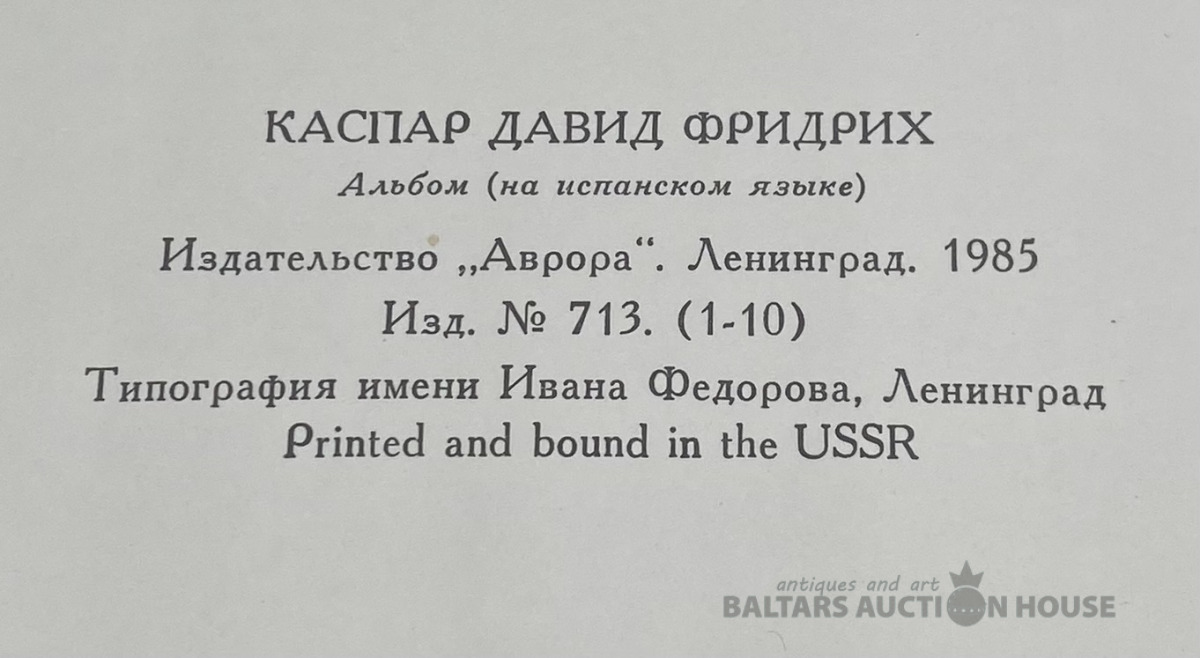 КАСПАР ДАВИД ФРИДРИХ
Альбом (на испанском языке)
Издательство „Аврора“. Ленинград. 1985
Изд. № 713. (1-10)
Типография имени Ивана Федорова, Ленинград
Printed and bound in the USSR
antiques and art
BALTARS AUCTION HOUSE